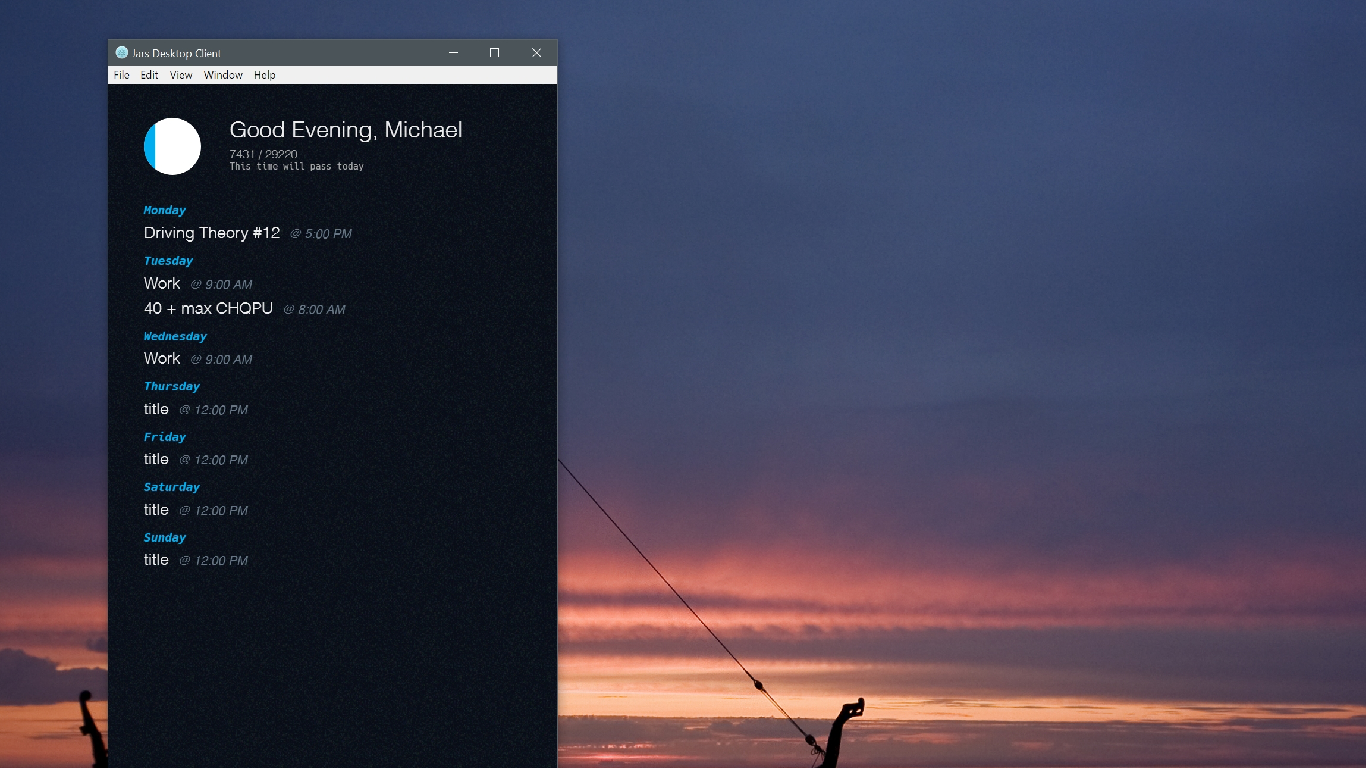 Jars Desktop Client
File Edit View Window Help
Good Evening, Michael
7431 / 29220
This time will pass today
Monday
Driving Theory #12 @ 5:00 PM
Tuesday
Work @ 9:00 AM
40 + max CHQPU @ 8:00 AM
Wednesday
Work @ 9:00 AM
Thursday
title @ 12:00 PM
Friday
title @ 12:00 PM
Saturday
title @ 12:00 PM
Sunday
title @ 12:00 PM